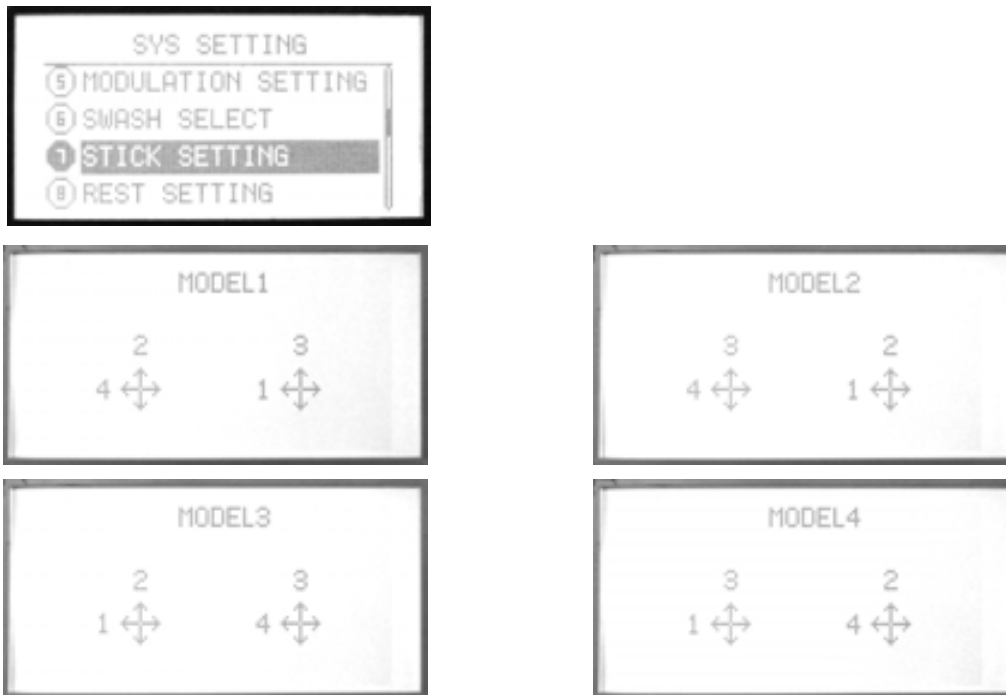 SYS SETTING
5 MODULATION SETTING
6 SWASH SELECT
7 STICK SETTING
8 REST SETTING
MODEL1
2 3
4 1
MODEL2
3 2
4 1
MODEL3
2 3
1 4
MODEL4
3 2
1 4